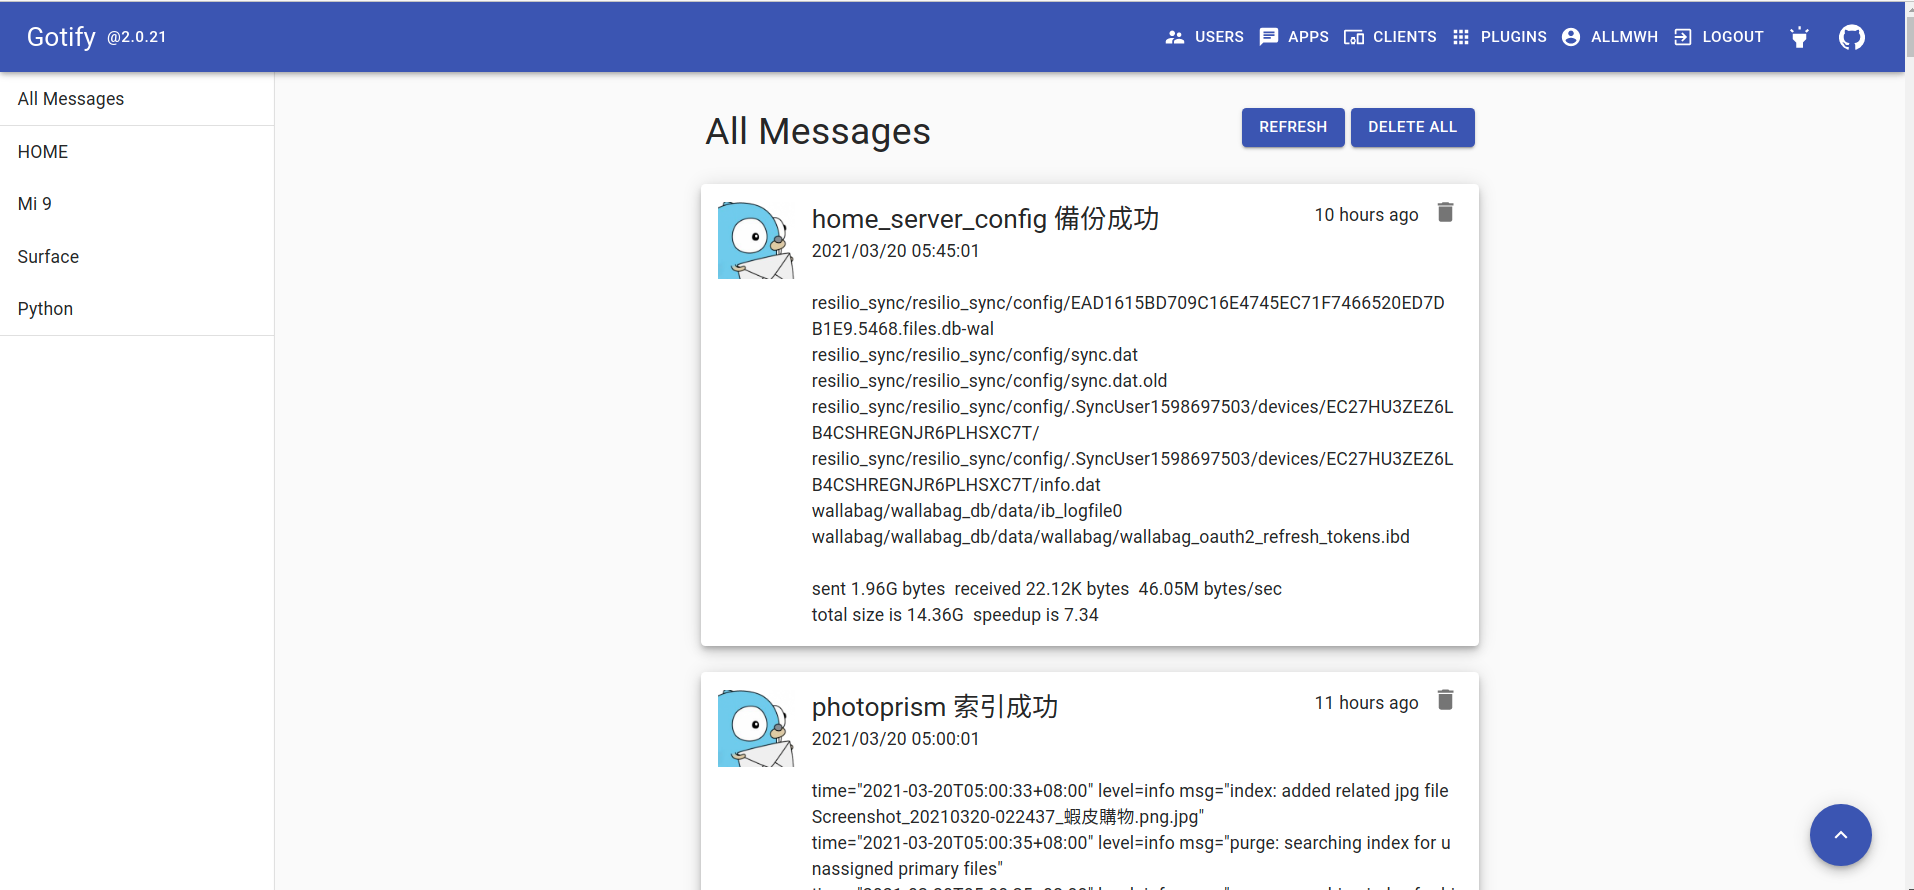 Gotify @2.0.21
USERS APPS CLIENTS PLUGINS ALLMWH LOGOUT
All Messages
HOME
Mi 9
Surface
Python
All Messages
REFRESH DELETE ALL
home_server_config 備份成功
10 hours ago
2021/03/20 05:45:01
resilio_sync/resilio_sync/config/EAD1615BD709C16E4745EC71F7466520ED7D
B1E9.5468.files.db-wal
resilio_sync/resilio_sync/config/sync.dat
resilio_sync/resilio_sync/config/sync.dat.old
resilio_sync/resilio_sync/config/.SyncUser1598697503/devices/EC27HU3ZEZ6L
B4CSHREGNJR6PLHSXC7T/
resilio_sync/resilio_sync/config/.SyncUser1598697503/devices/EC27HU3ZEZ6L
B4CSHREGNJR6PLHSXC7T/info.dat
wallabag/wallabag_db/data/ib_logfile0
wallabag/wallabag_db/data/wallabag/wallabag_oauth2_refresh_tokens.ibd
sent 1.96G bytes  received 22.12K bytes  46.05M bytes/sec
total size is 14.36G  speedup is 7.34
photoprism 索引成功
11 hours ago
2021/03/20 05:00:01
time="2021-03-20T05:00:33+08:00" level=info msg="index: added related jpg file
Screenshot_20210320-022437_蝦皮購物.png.jpg"
time="2021-03-20T05:00:35+08:00" level=info msg="purge: searching index for u
nassigned primary files"